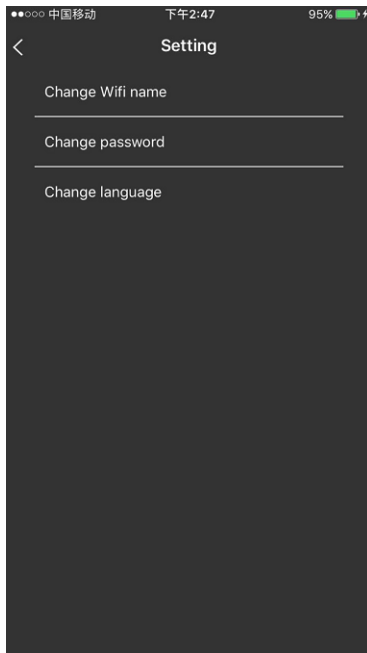 中国移动 下午2:47 95%
Setting
Change Wifi name
Change password
Change language